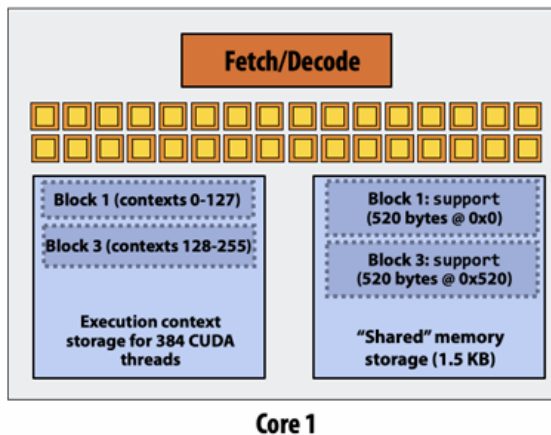 Fetch/Decode
Block 1 (contexts 0-127)
Block 3 (contexts 128-255)
Execution context
storage for 384 CUDA
threads
Block 1: support
(520 bytes @ 0x0)
Block 3: support
(520 bytes @ 0x520)
“Shared” memory
storage (1.5 KB)
Core 1